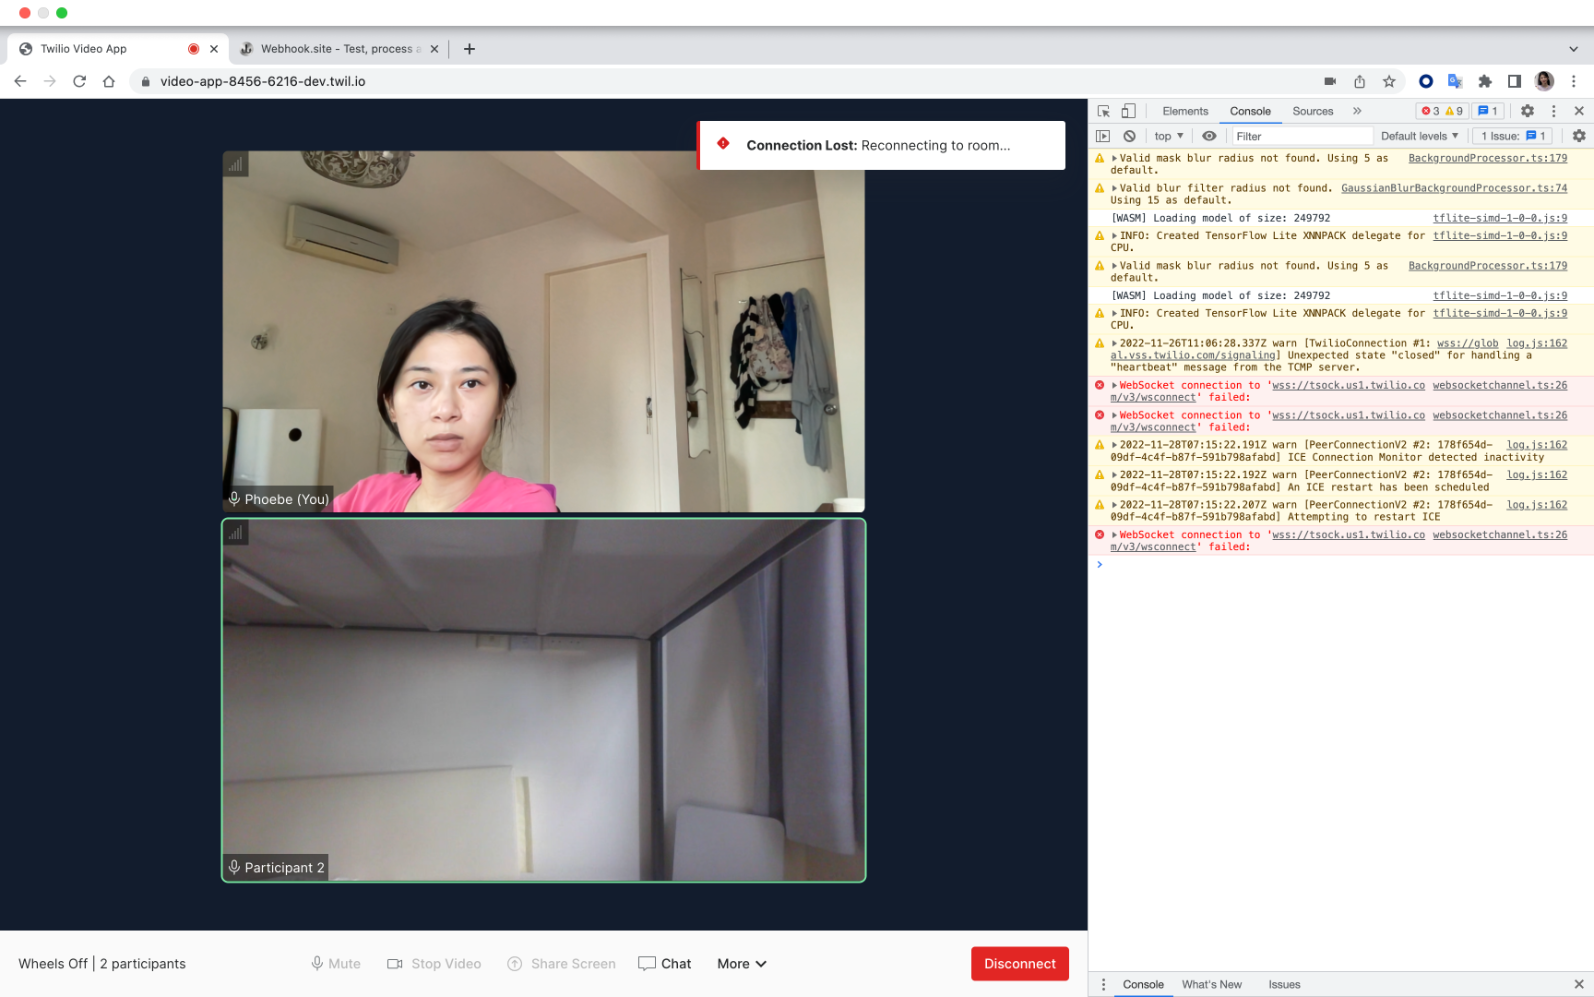 Twilio Video App
Webhook.site - Test, process a
video-app-8456-6216-dev.twil.io
Connection Lost: Reconnecting to room...
Phoebe (You)
Participant 2
Wheels Off | 2 participants
Mute
Stop Video
Share Screen
Chat
More
Disconnect
Elements Console Sources » 3 9 1
top Filter Default levels 1 Issue: 1
Valid mask blur radius not found. Using 5 as BackgroundProcessor.ts:179
default.
Valid blur filter radius not found. GaussianBlurBackgroundProcessor.ts:74
Using 15 as default.
[WASM] Loading model of size: 249792 tflite-simd-1-0-0.js:9
INFO: Created TensorFlow Lite XNNPACK delegate for tflite-simd-1-0-0.js:9
CPU.
Valid mask blur radius not found. Using 5 as BackgroundProcessor.ts:179
default.
[WASM] Loading model of size: 249792 tflite-simd-1-0-0.js:9
INFO: Created TensorFlow Lite XNNPACK delegate for tflite-simd-1-0-0.js:9
CPU.
2022-11-26T11:06:28.337Z warn [TwilioConnection #1: wss://glob log.js:162
al.vss.twilio.com/signaling] Unexpected state "closed" for handling a
"heartbeat" message from the TCMP server.
WebSocket connection to 'wss://tsock.us1.twilio.co websocketchannel.ts:26
m/v3/wsconnect' failed:
WebSocket connection to 'wss://tsock.us1.twilio.co websocketchannel.ts:26
m/v3/wsconnect' failed:
2022-11-28T07:15:22.191Z warn [PeerConnectionV2 #2: 178f654d- log.js:162
09df-4c4f-b87f-591b798afabd] ICE Connection Monitor detected inactivity
2022-11-28T07:15:22.192Z warn [PeerConnectionV2 #2: 178f654d- log.js:162
09df-4c4f-b87f-591b798afabd] An ICE restart has been scheduled
2022-11-28T07:15:22.207Z warn [PeerConnectionV2 #2: 178f654d- log.js:162
09df-4c4f-b87f-591b798afabd] Attempting to restart ICE
WebSocket connection to 'wss://tsock.us1.twilio.co websocketchannel.ts:26
m/v3/wsconnect' failed:
Console What's New Issues